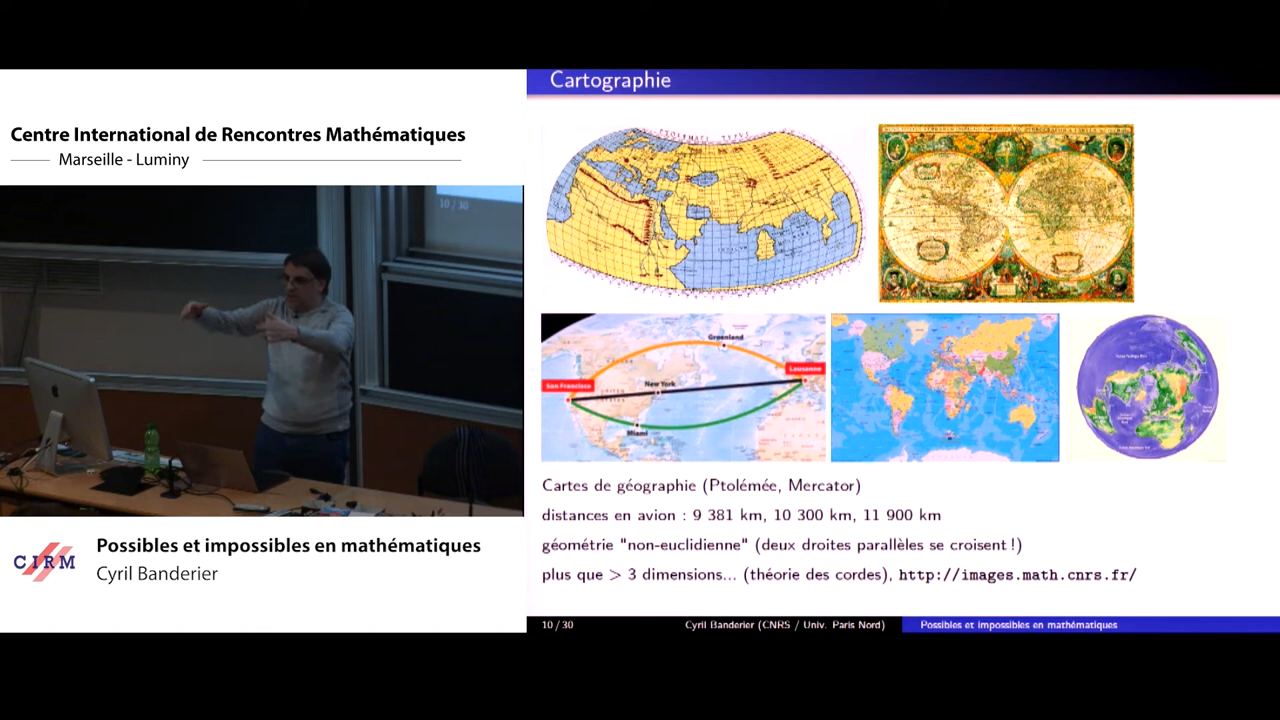 Centre International de Rencontres Mathématiques
Marseille - Luminy
10 / 30
CIRM
Possibles et impossibles en mathématiques
Cyril Banderier
Cartographie
San Francisco
New York
Miami
Groenland
Lausanne
Cartes de géographie (Ptolémée, Mercator)
distances en avion : 9 381 km, 10 300 km, 11 900 km
géométrie "non-euclidienne" (deux droites parallèles se croisent !)
plus que > 3 dimensions... (théorie des cordes), http://images.math.cnrs.fr/
10 / 30 Cyril Banderier (CNRS / Univ. Paris Nord) Possibles et impossibles en mathématiques